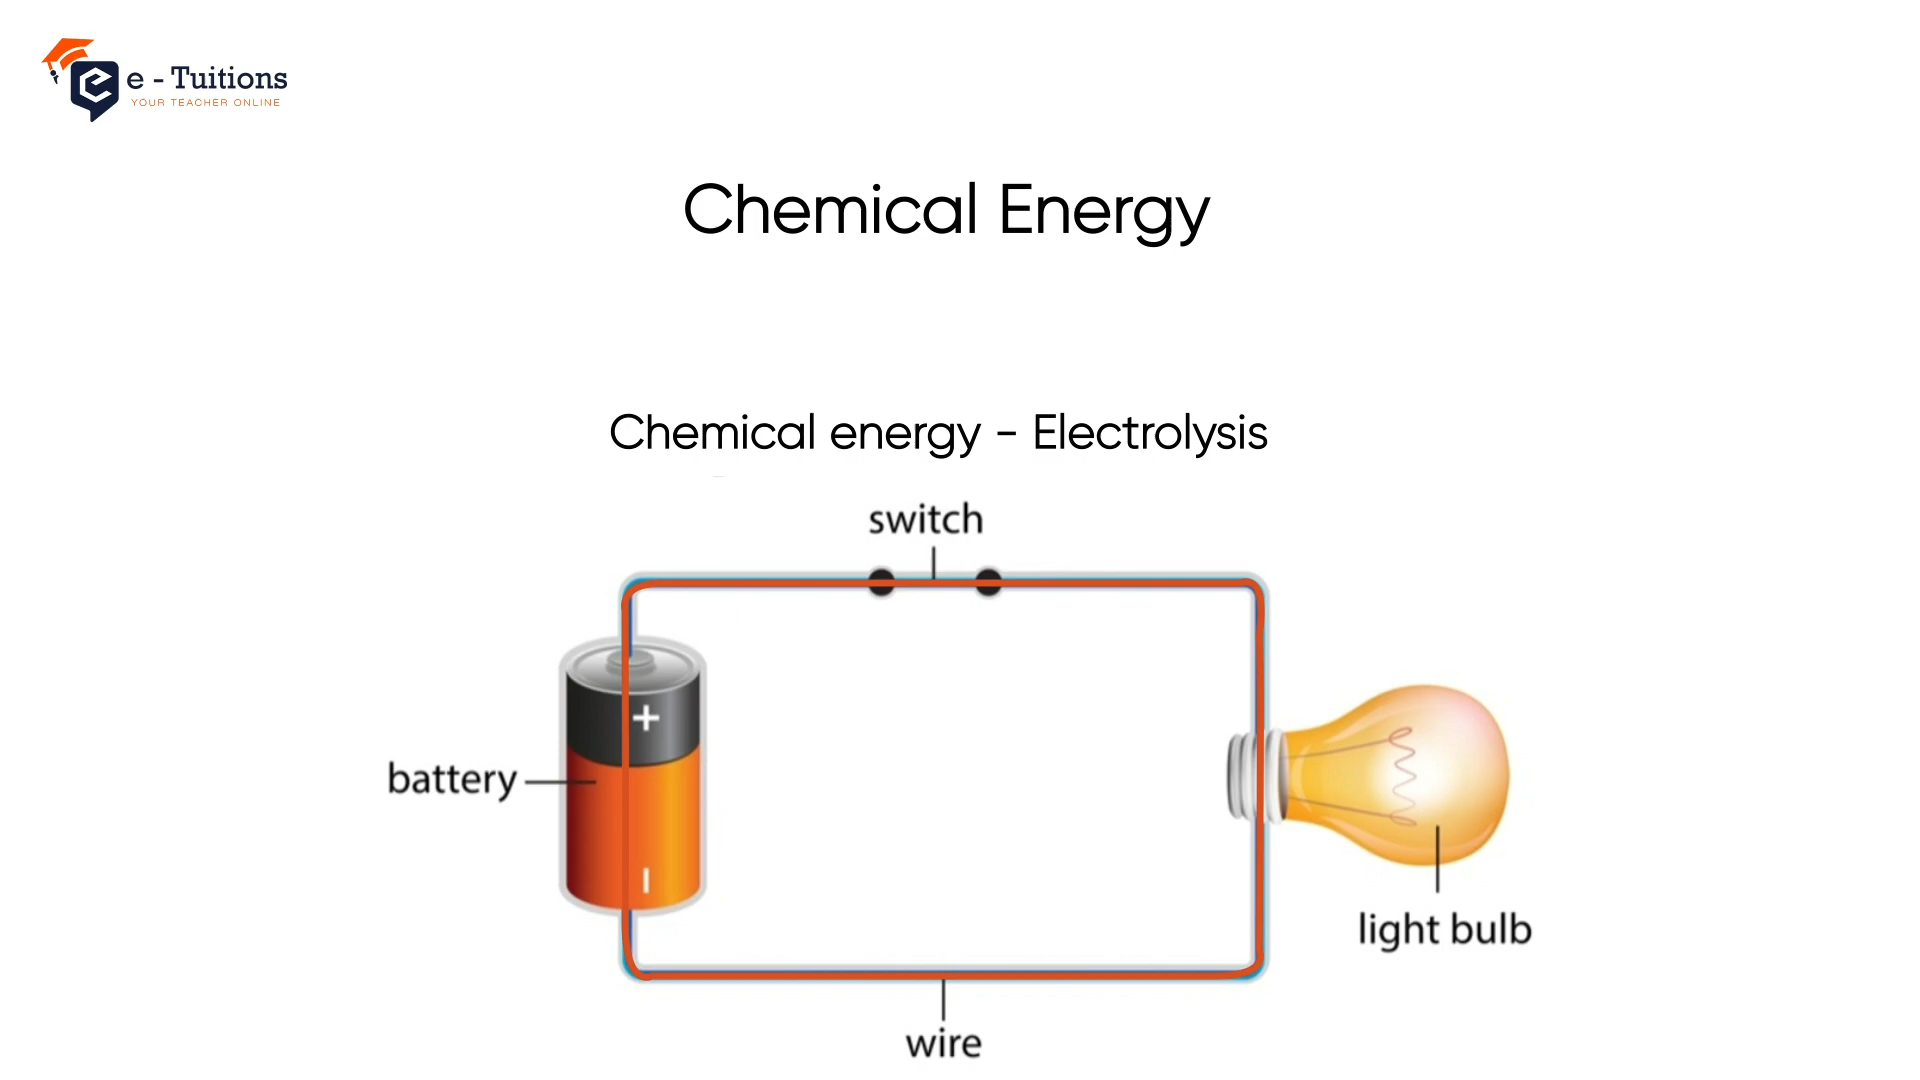 e - Tuitions
YOUR TEACHER ONLINE
Chemical Energy
Chemical energy - Electrolysis
switch
+
battery
light bulb
wire